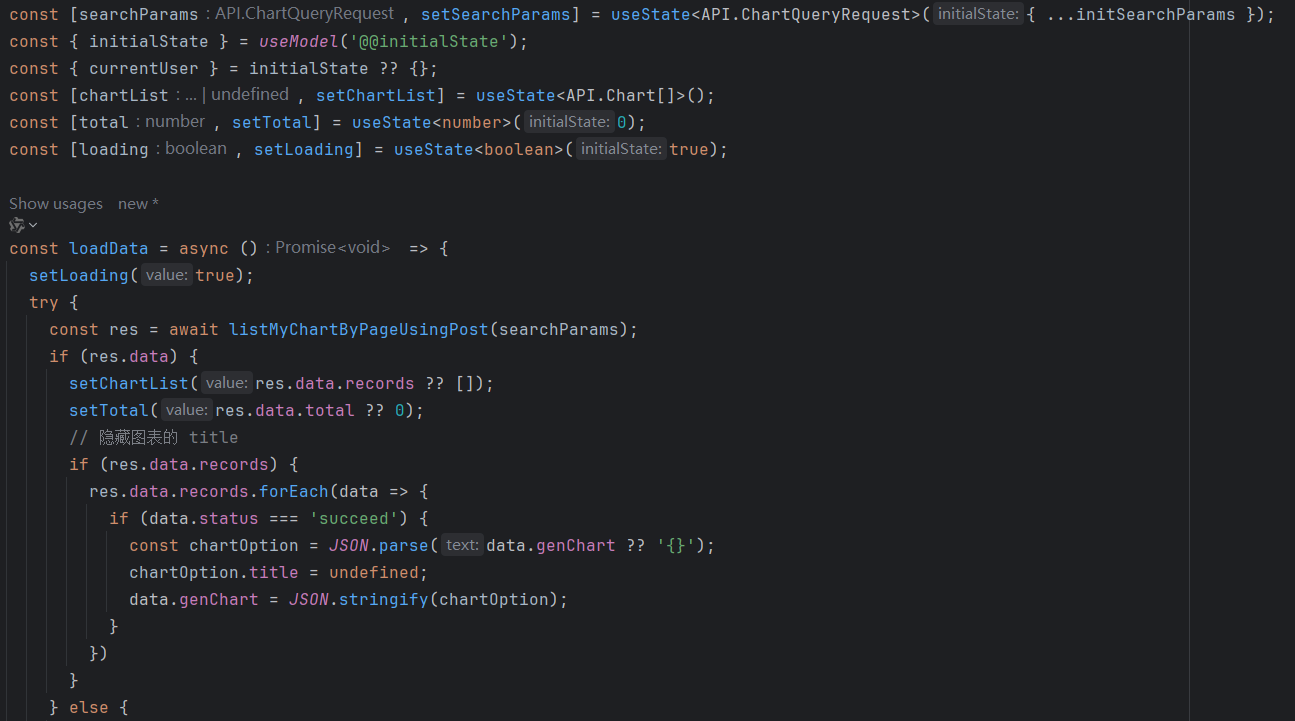 const [searchParams : API.ChartQueryRequest , setSearchParams] = useState<API.ChartQueryRequest>( initialState: { ...initSearchParams });
const { initialState } = useModel('@@initialState');
const { currentUser } = initialState ?? {};
const [chartList : ... | undefined , setChartList] = useState<API.Chart[]>();
const [total : number , setTotal] = useState<number>( initialState: 0);
const [loading : boolean , setLoading] = useState<boolean>( initialState: true);
Show usages new *
const loadData = async () : Promise<void> => {
setLoading( value: true);
try {
const res = await listMyChartByPageUsingPost(searchParams);
if (res.data) {
setChartList( value: res.data.records ?? []);
setTotal( value: res.data.total ?? 0);
// 隐藏图表的 title
if (res.data.records) {
res.data.records.forEach(data => {
if (data.status === 'succeed') {
const chartOption = JSON.parse( text: data.genChart ?? '{}');
chartOption.title = undefined;
data.genChart = JSON.stringify(chartOption);
}
})
}
} else {